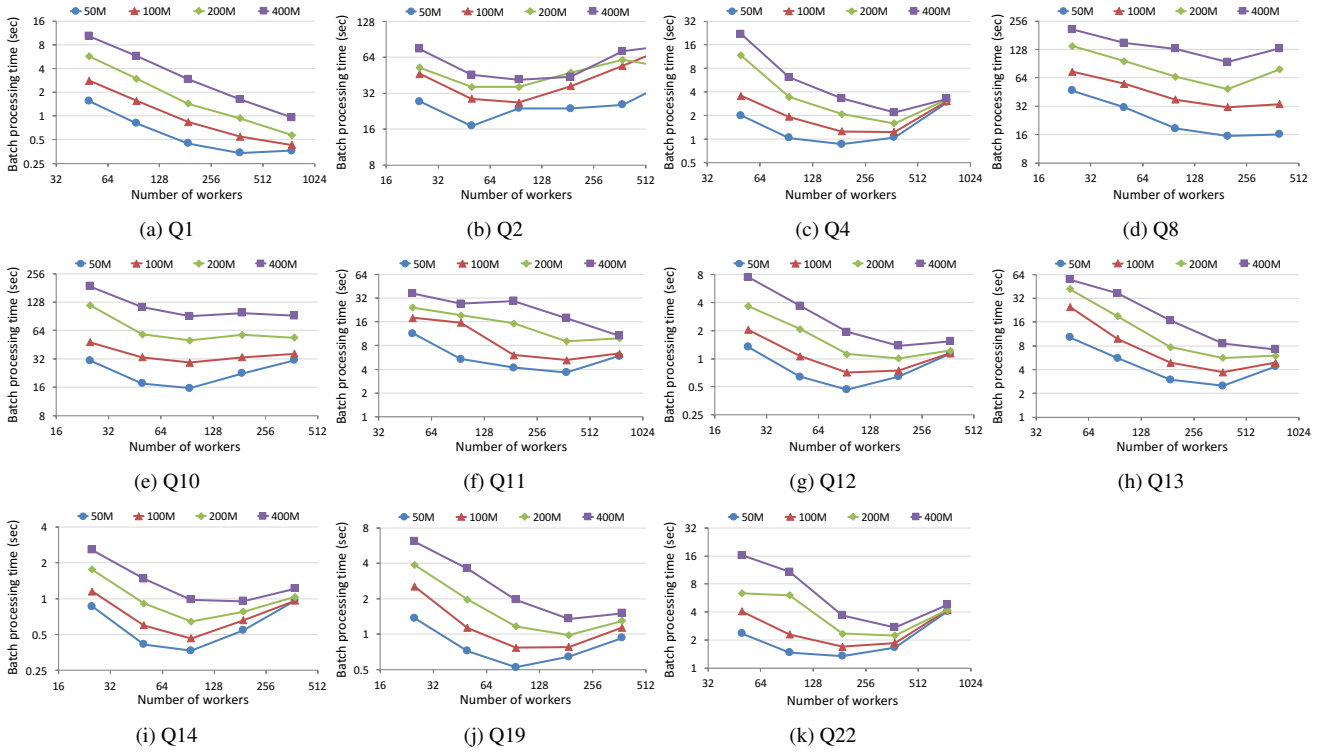 50M 100M 200M 400M
Batch processing time (sec)
16
8
4
2
1
0.5
0.25
32 64 128 256 512 1024
Number of workers
(a) Q1
50M 100M 200M 400M
Batch processing time (sec)
128
64
32
16
8
16 32 64 128 256 512
Number of workers
(b) Q2
50M 100M 200M 400M
Batch processing time (sec)
32
16
8
4
2
1
0.5
32 64 128 256 512 1024
Number of workers
(c) Q4
50M 100M 200M 400M
Batch processing time (sec)
256
128
64
32
16
8
16 32 64 128 256 512
Number of workers
(d) Q8
50M 100M 200M 400M
Batch processing time (sec)
256
128
64
32
16
8
16 32 64 128 256 512
Number of workers
(e) Q10
50M 100M 200M 400M
Batch processing time (sec)
64
32
16
8
4
2
1
32 64 128 256 512 1024
Number of workers
(f) Q11
50M 100M 200M 400M
Batch processing time (sec)
8
4
2
1
0.5
0.25
16 32 64 128 256 512
Number of workers
(g) Q12
50M 100M 200M 400M
Batch processing time (sec)
64
32
16
8
4
2
1
32 64 128 256 512 1024
Number of workers
(h) Q13
50M 100M 200M 400M
Batch processing time (sec)
4
2
1
0.5
0.25
16 32 64 128 256 512
Number of workers
(i) Q14
50M 100M 200M 400M
Batch processing time (sec)
8
4
2
1
0.5
16 32 64 128 256 512
Number of workers
(j) Q19
50M 100M 200M 400M
Batch processing time (sec)
32
16
8
4
2
1
32 64 128 256 512 1024
Number of workers
(k) Q22